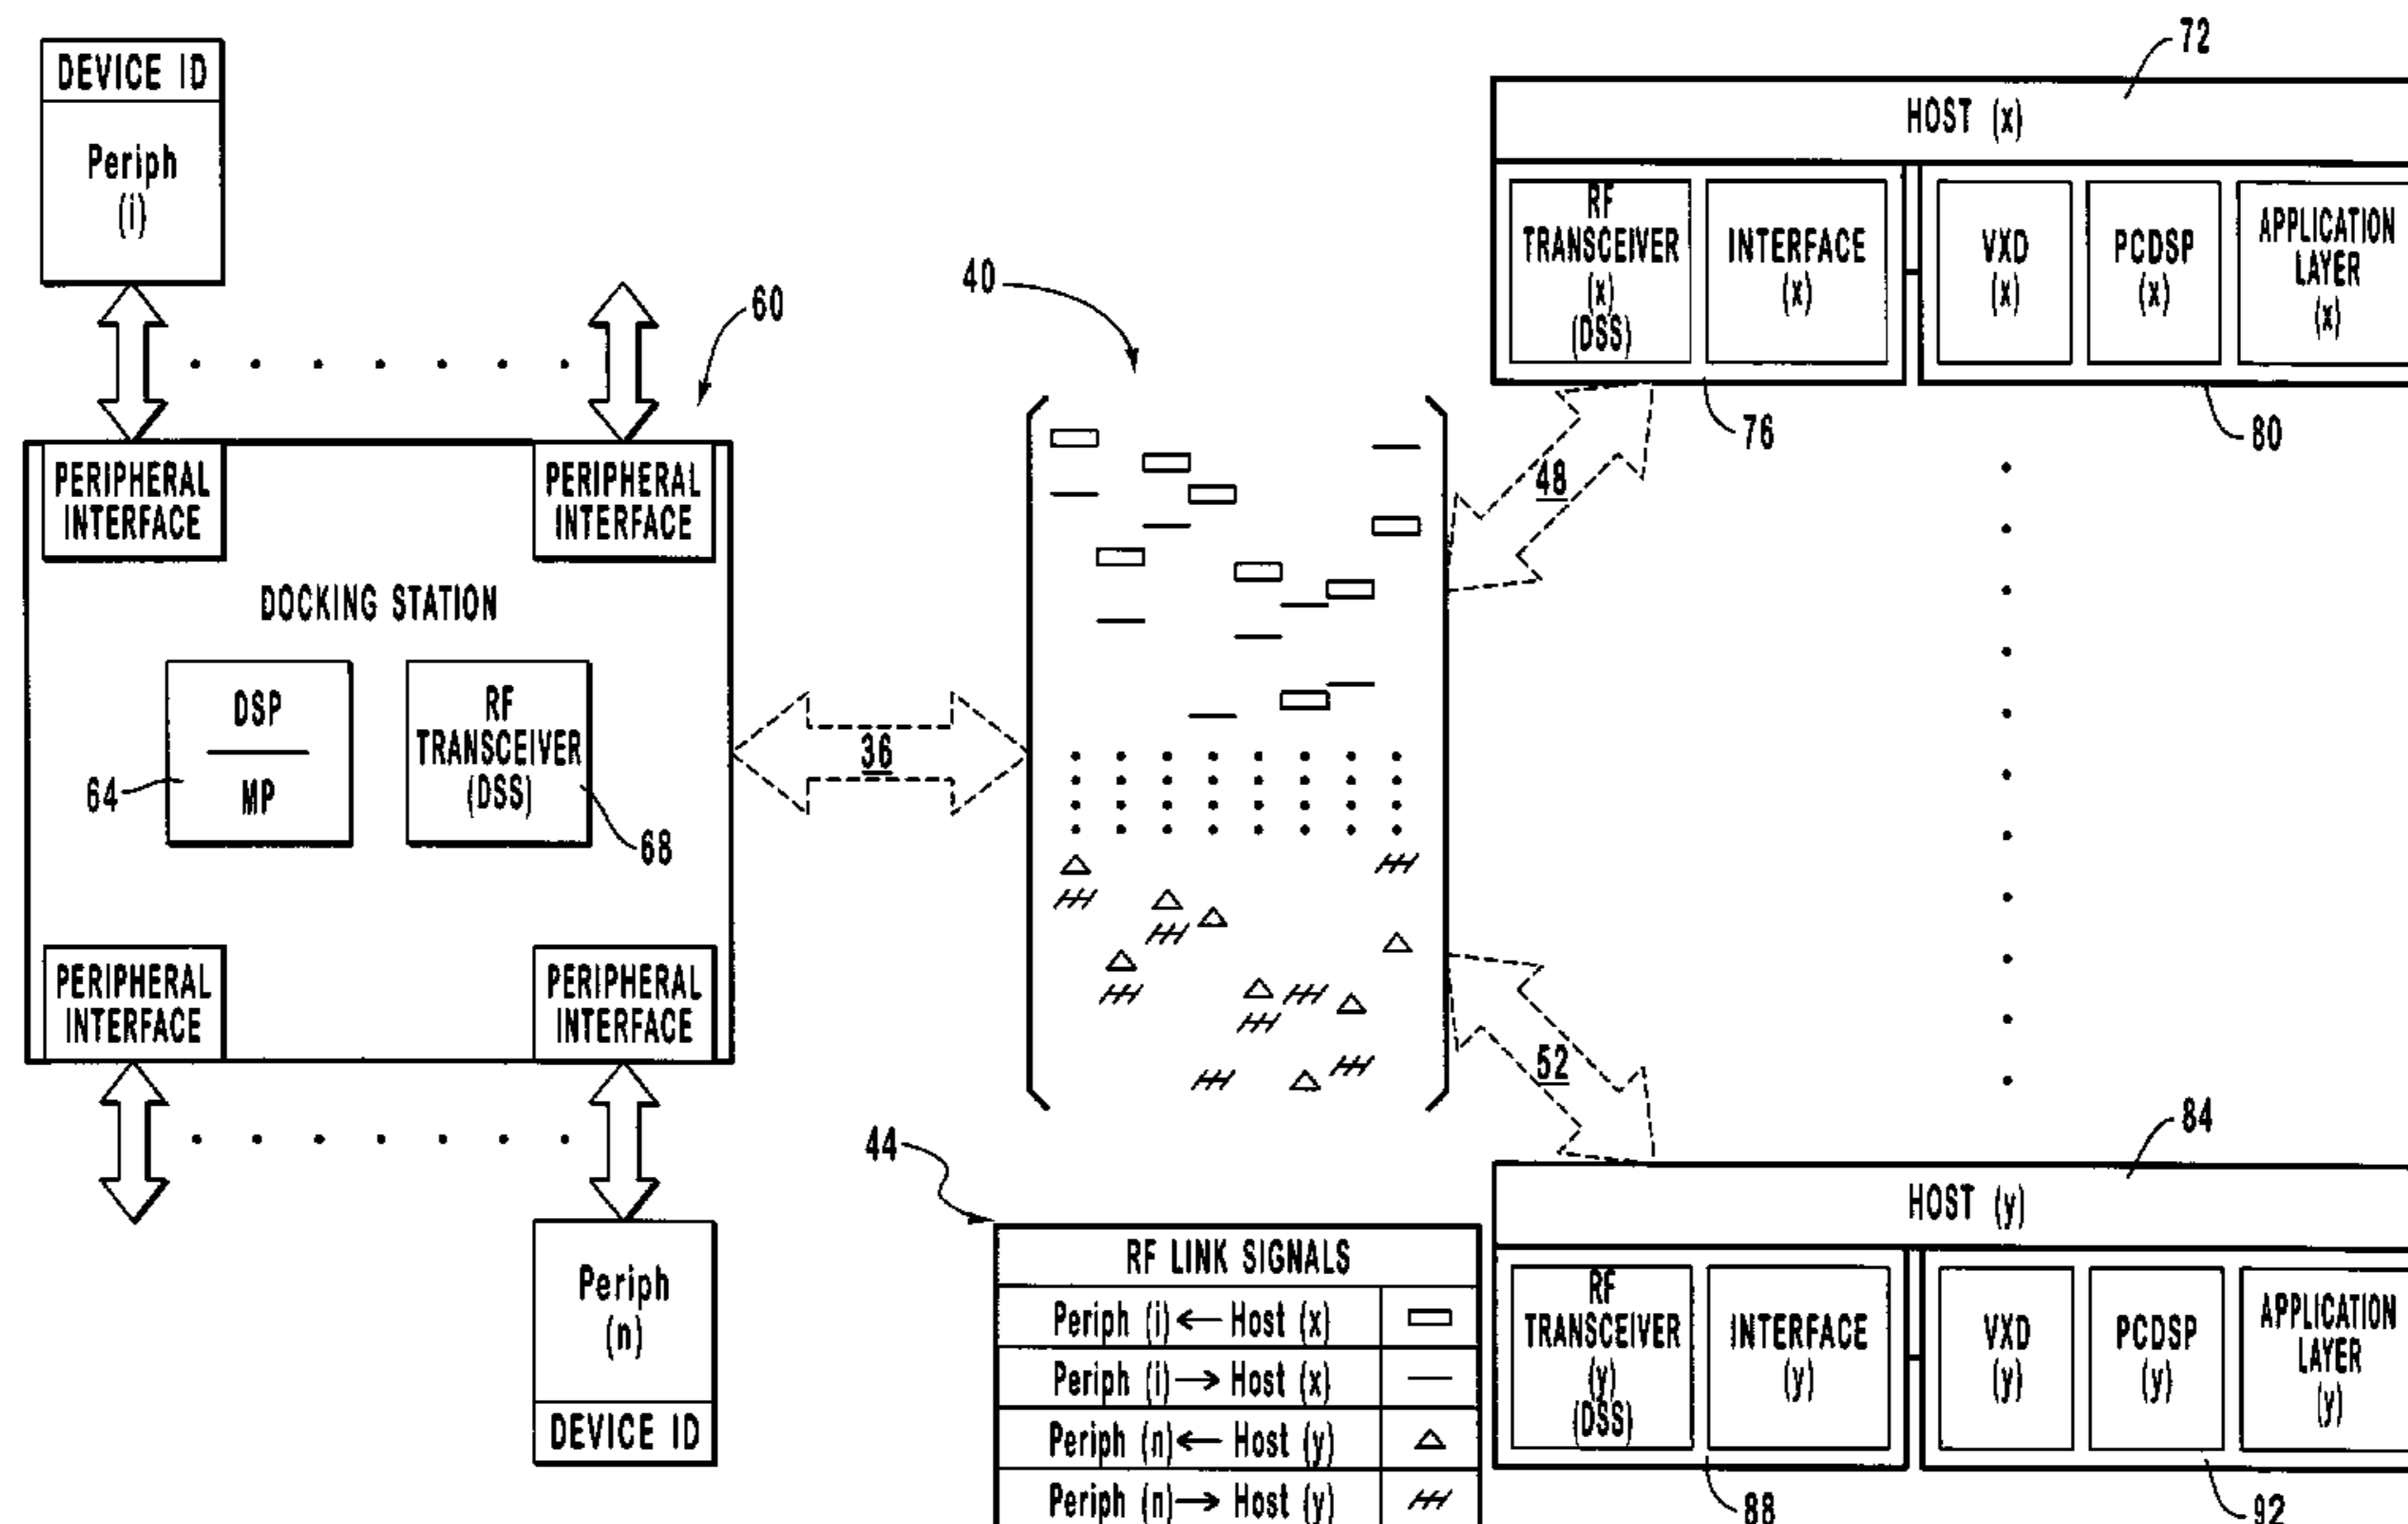 DEVICE ID
Periph
(i)
60
PERIPHERAL
INTERFACE
PERIPHERAL
INTERFACE
DOCKING STATION
DSP
MP
64
RF
TRANSCEIVER
(DSS)
68
PERIPHERAL
INTERFACE
PERIPHERAL
INTERFACE
Periph
(n)
DEVICE ID
36
40
48
52
44
RF LINK SIGNALS
Periph (i) ← Host (x)
Periph (i) → Host (x)
Periph (n) ← Host (y)
Periph (n) → Host (y)
72
HOST (x)
RF
TRANSCEIVER
(x)
(DSS)
INTERFACE
(x)
VXD
(x)
PCDSP
(x)
APPLICATION
LAYER
(x)
76
80
84
HOST (y)
RF
TRANSCEIVER
(y)
(DSS)
INTERFACE
(y)
VXD
(y)
PCDSP
(y)
APPLICATION
LAYER
(y)
88
92